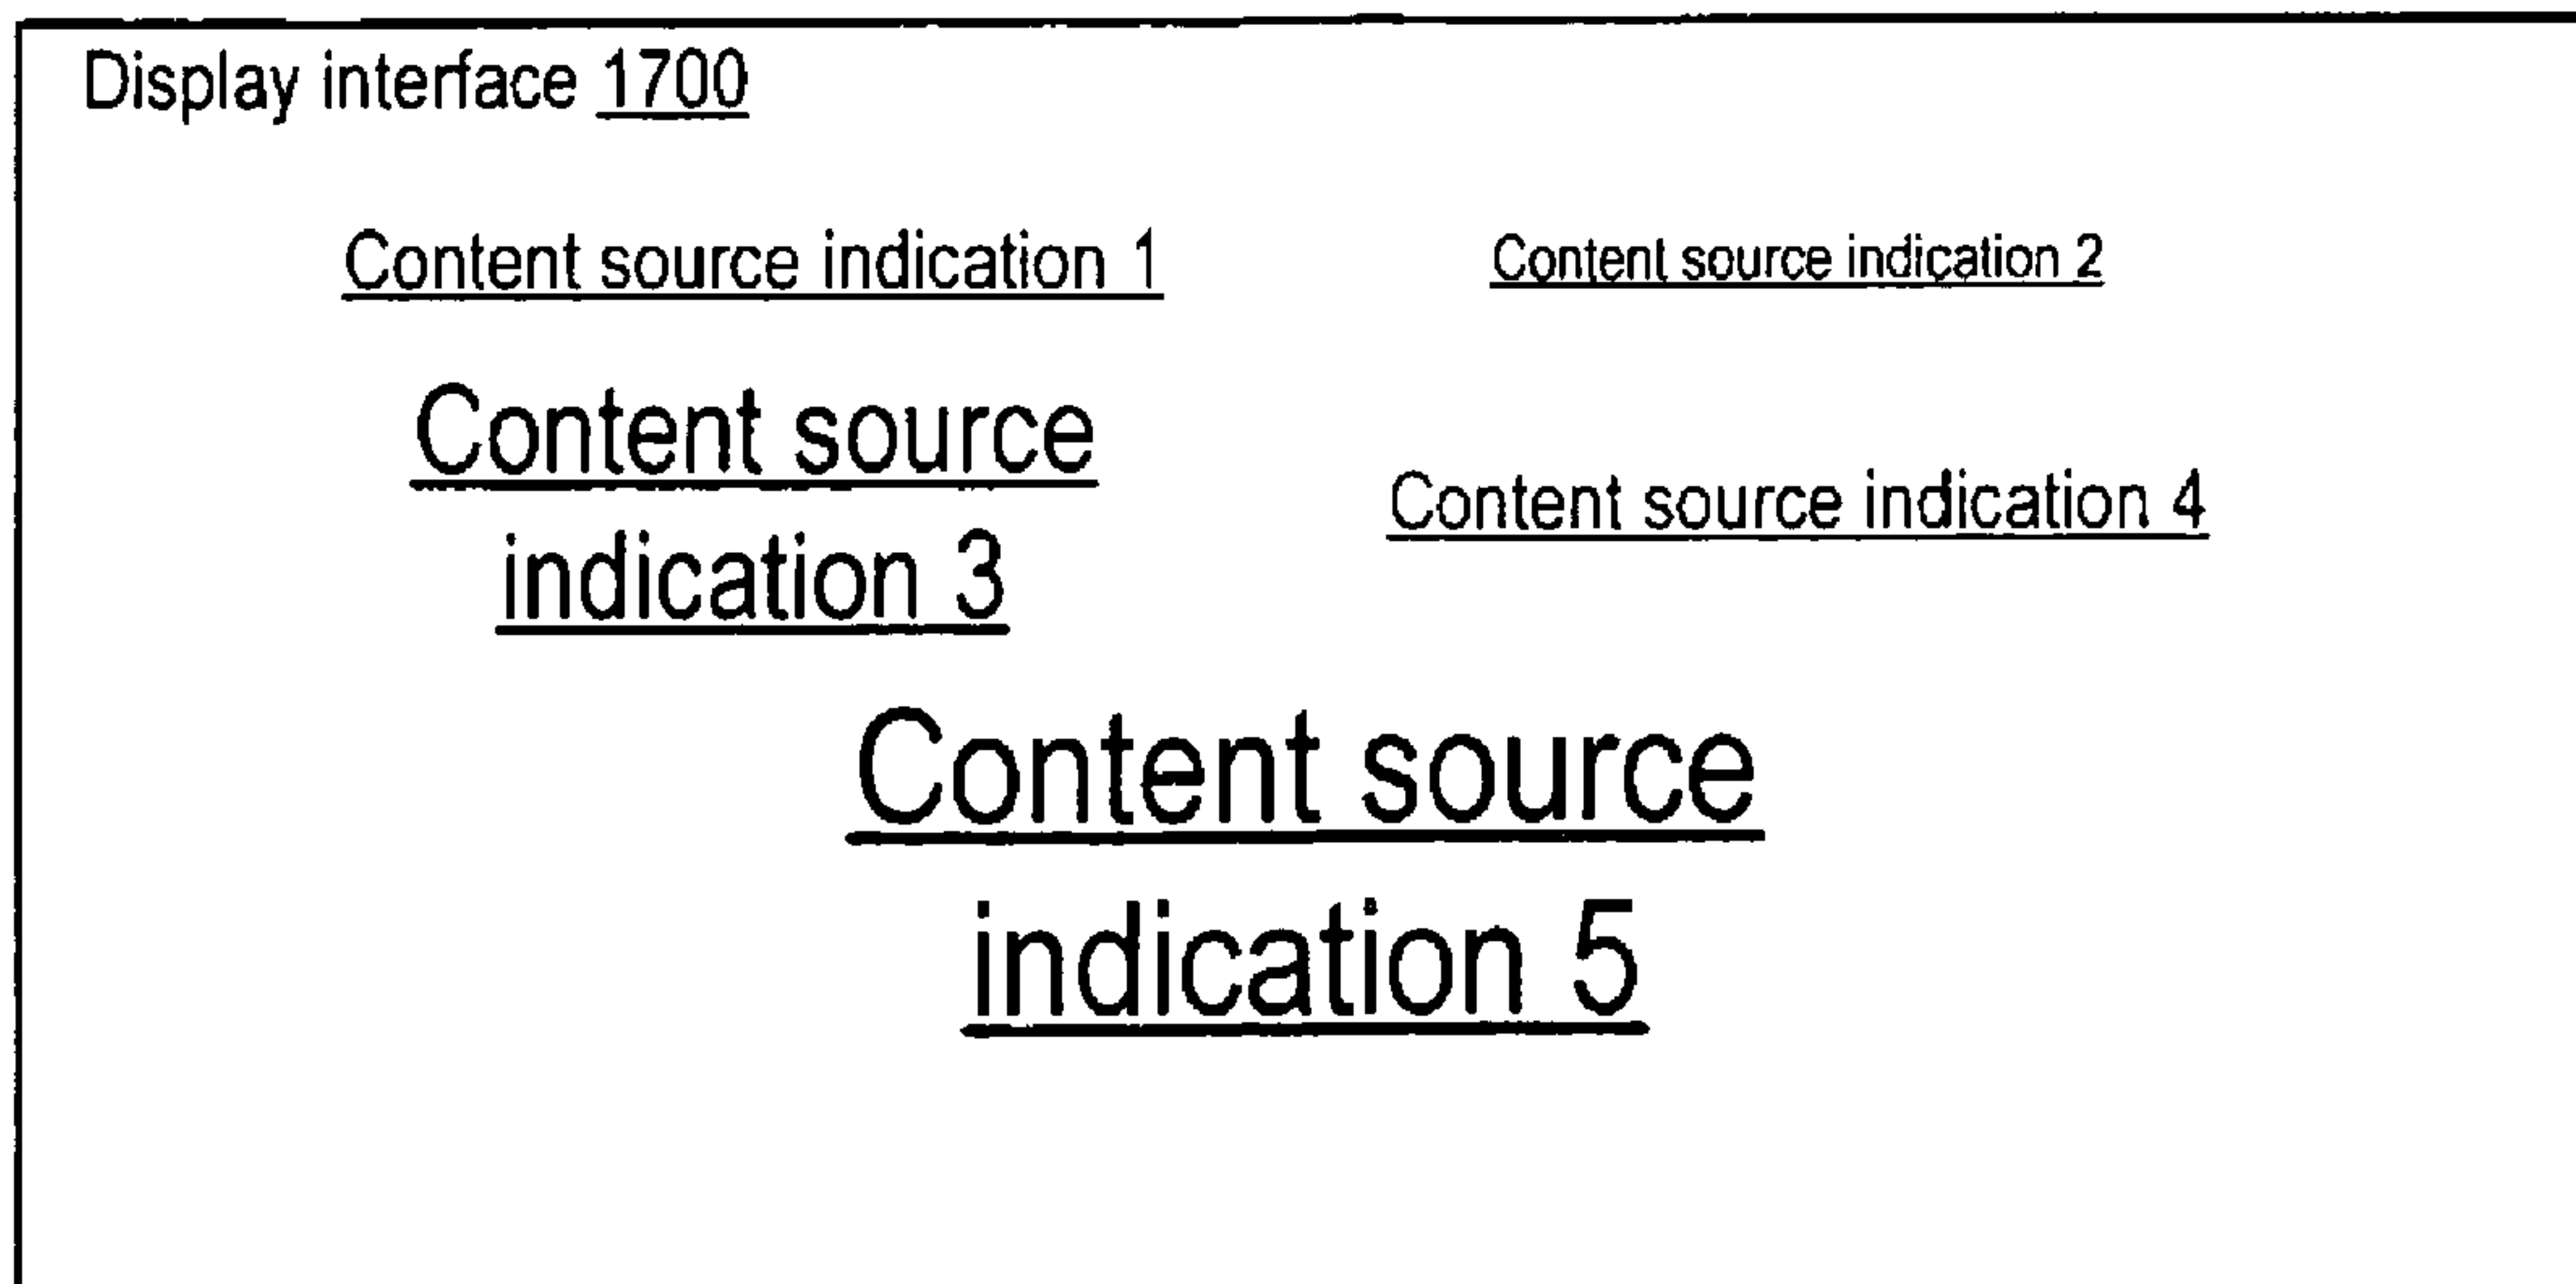 Display interface 1700
Content source indication 1
Content source indication 2
Content source
indication 3
Content source indication 4
Content source
indication 5